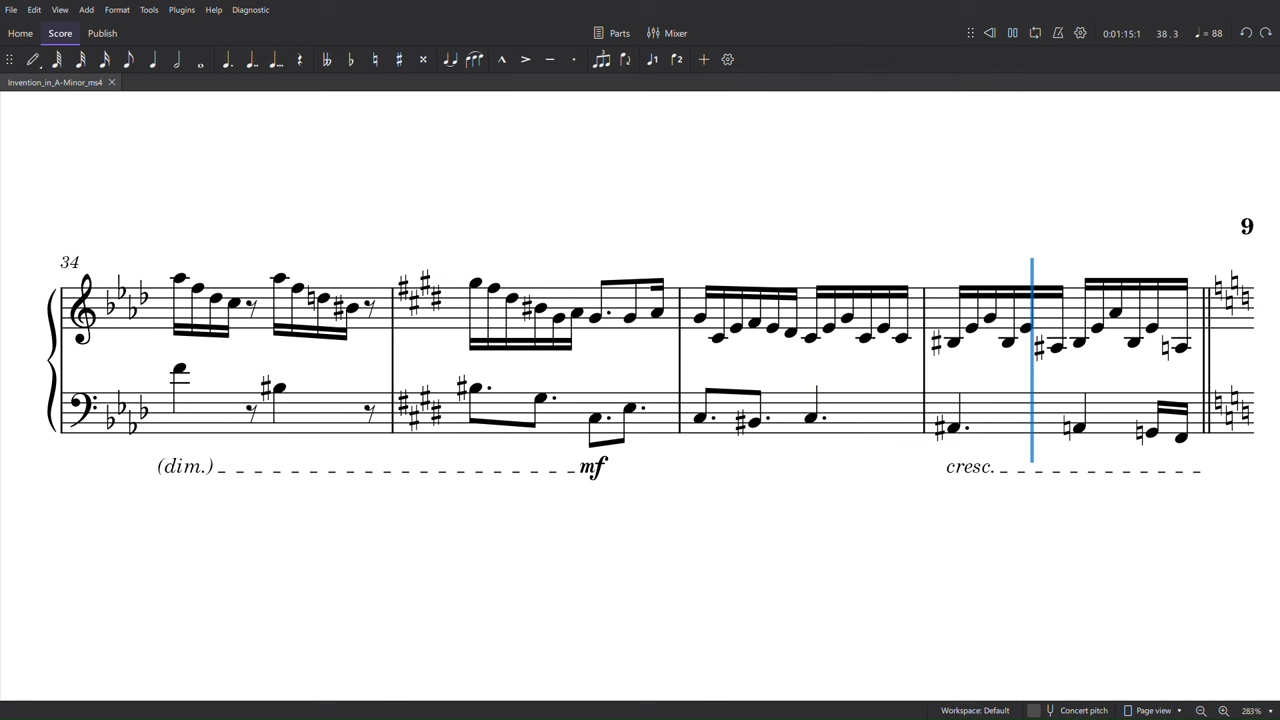 File Edit View Add Format Tools Plugins Help Diagnostic
Home Score Publish Parts Mixer 0:01:15:1 38 . 3 = 88
Invention_in_A-Minor_ms4
9
34
(dim.) mf cresc.
Workspace: Default Concert pitch Page view 283%